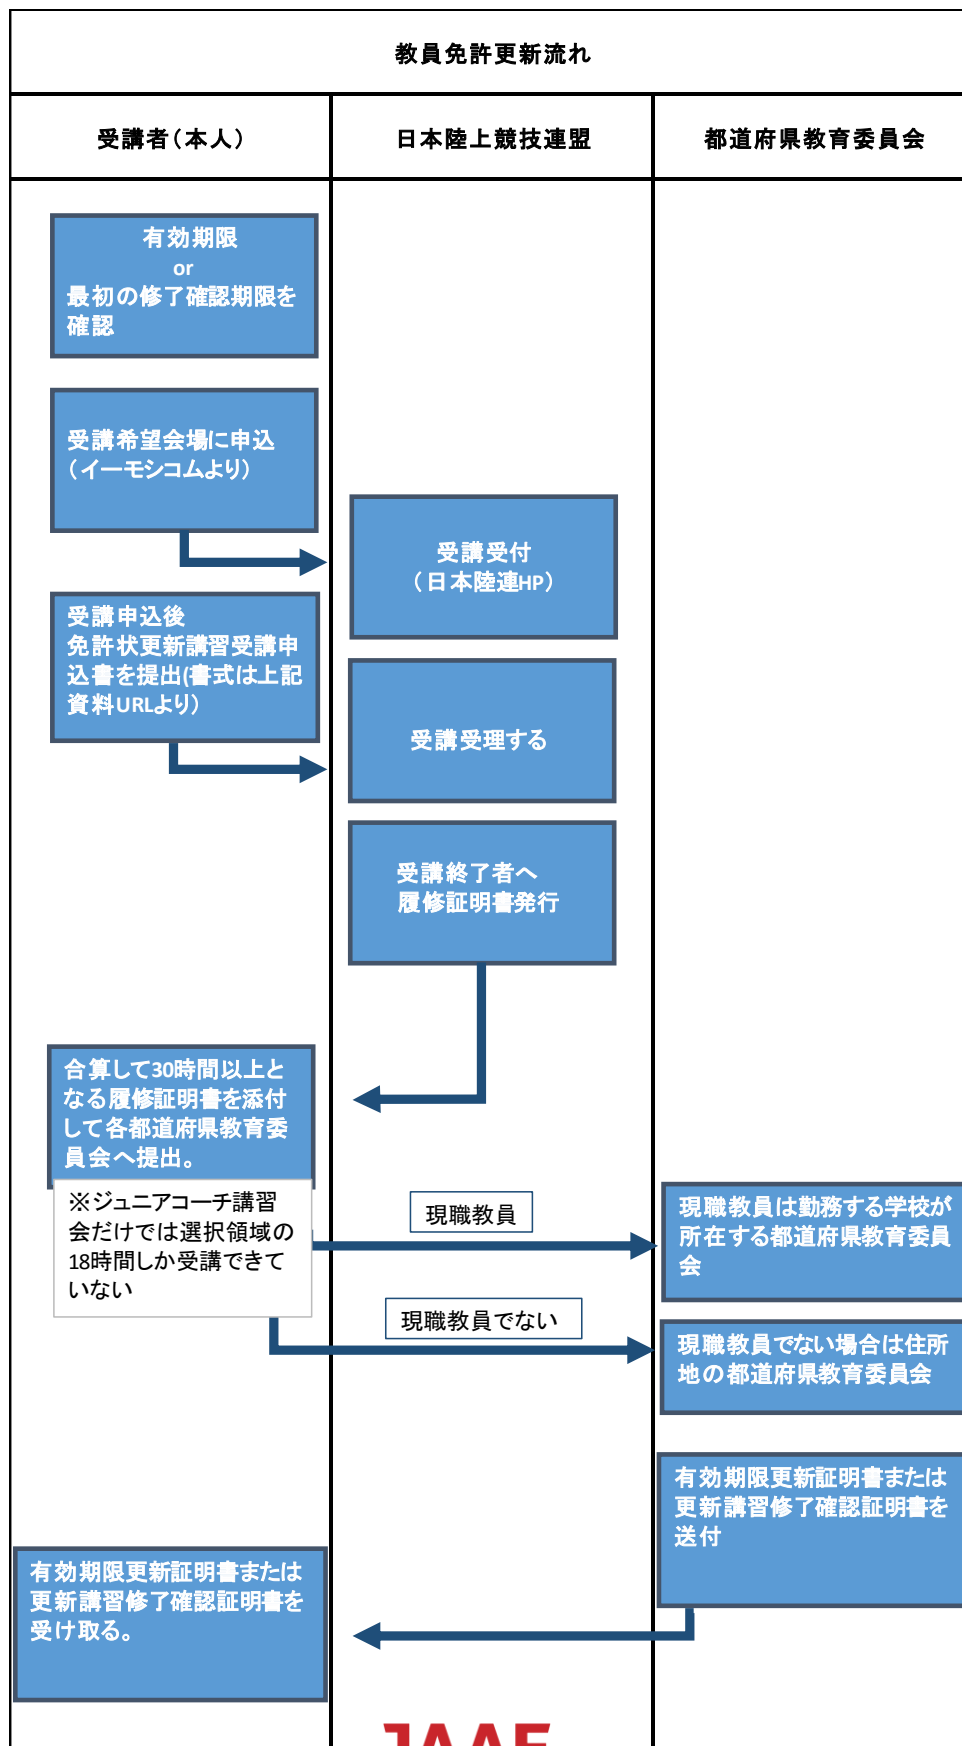 教員免許更新流れ
受講者(本人)
日本陸上競技連盟
都道府県教育委員会
有効期限
or
最初の修了確認期限を
確認
受講希望会場に申込
(イーモシコムより)
受講受付
(日本陸連HP)
受講申込後
免許状更新講習受講申
込書を提出(書式は上記
資料URLより)
受講受理する
受講終了者へ
履修証明書発行
合算して30時間以上と
なる履修証明書を添付
して各都道府県教育委
員会へ提出。
※ジュニアコーチ講習
会だけでは選択領域の
18時間しか受講できて
いない
現職教員
現職教員は勤務する学校が
所在する都道府県教育委員
会
現職教員でない
現職教員でない場合は住所
地の都道府県教育委員会
有効期限更新証明書または
更新講習修了確認証明書を
送付
有効期限更新証明書または
更新講習修了確認証明書を
受け取る。
JAAF